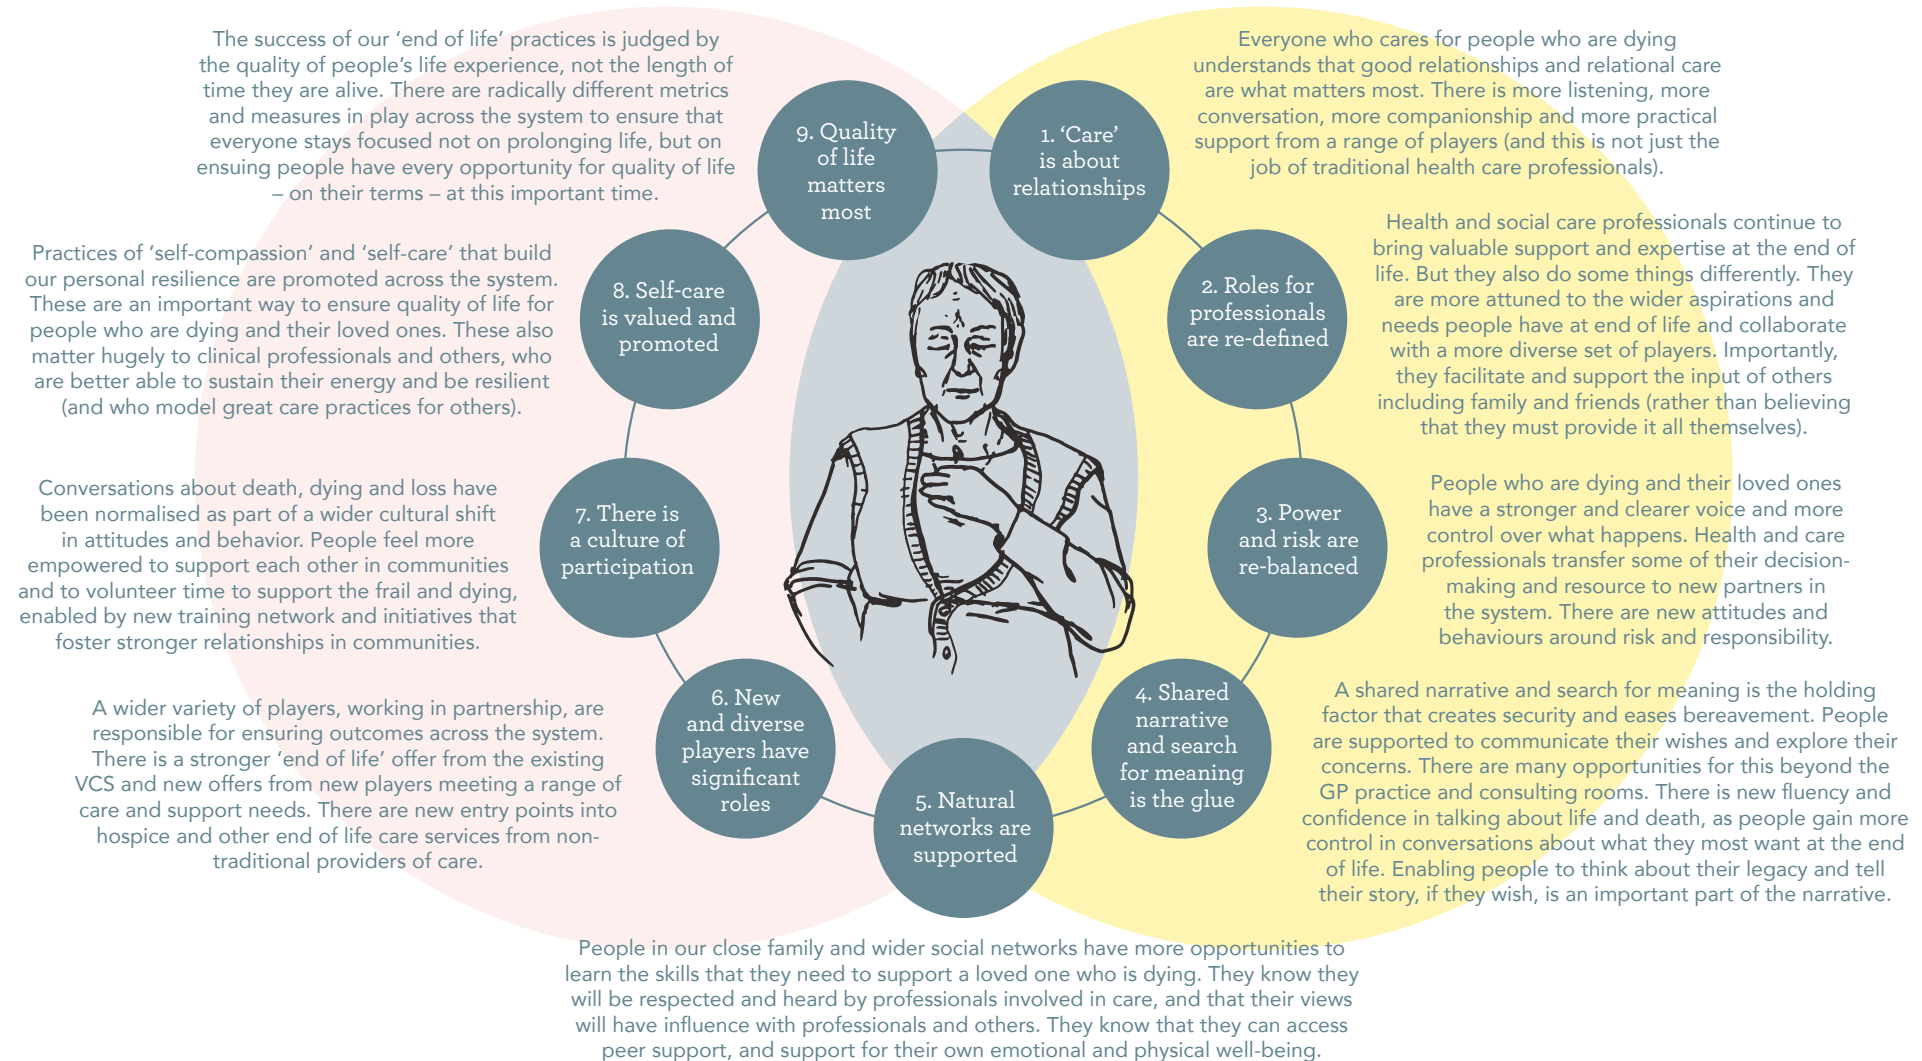 The success of our ‘end of life’ practices is judged by
the quality of people’s life experience, not the length of
time they are alive. There are radically different metrics
and measures in play across the system to ensure that
everyone stays focused not on prolonging life, but on
ensuing people have every opportunity for quality of life
– on their terms – at this important time.
9. Quality
of life
matters
most
1. ‘Care’
is about
relationships
Everyone who cares for people who are dying
understands that good relationships and relational care
are what matters most. There is more listening, more
conversation, more companionship and more practical
support from a range of players (and this is not just the
job of traditional health care professionals).
Practices of ‘self-compassion’ and ‘self-care’ that build
our personal resilience are promoted across the system.
These are an important way to ensure quality of life for
people who are dying and their loved ones. These also
matter hugely to clinical professionals and others, who
are better able to sustain their energy and be resilient
(and who model great care practices for others).
8. Self-care
is valued and
promoted
2. Roles for
professionals
are re-defined
Health and social care professionals continue to
bring valuable support and expertise at the end of
life. But they also do some things differently. They
are more attuned to the wider aspirations and
needs people have at end of life and collaborate
with a more diverse set of players. Importantly,
they facilitate and support the input of others
including family and friends (rather than believing
that they must provide it all themselves).
Conversations about death, dying and loss have
been normalised as part of a wider cultural shift
in attitudes and behavior. People feel more
empowered to support each other in communities
and to volunteer time to support the frail and dying,
enabled by new training network and initiatives that
foster stronger relationships in communities.
7. There is
a culture of
participation
3. Power
and risk are
re-balanced
People who are dying and their loved ones
have a stronger and clearer voice and more
control over what happens. Health and care
professionals transfer some of their decision-
making and resource to new partners in
the system. There are new attitudes and
behaviours around risk and responsibility.
A wider variety of players, working in partnership, are
responsible for ensuring outcomes across the system.
There is a stronger ‘end of life’ offer from the existing
VCS and new offers from new players meeting a range of
care and support needs. There are new entry points into
hospice and other end of life care services from non-
traditional providers of care.
6. New
and diverse
players have
significant
roles
4. Shared
narrative
and search
for meaning
is the glue
A shared narrative and search for meaning is the holding
factor that creates security and eases bereavement. People
are supported to communicate their wishes and explore their
concerns. There are many opportunities for this beyond the
GP practice and consulting rooms. There is new fluency and
confidence in talking about life and death, as people gain more
control in conversations about what they most want at the end
of life. Enabling people to think about their legacy and tell
their story, if they wish, is an important part of the narrative.
5. Natural
networks are
supported
People in our close family and wider social networks have more opportunities to
learn the skills that they need to support a loved one who is dying. They know they
will be respected and heard by professionals involved in care, and that their views
will have influence with professionals and others. They know that they can access
peer support, and support for their own emotional and physical well-being.